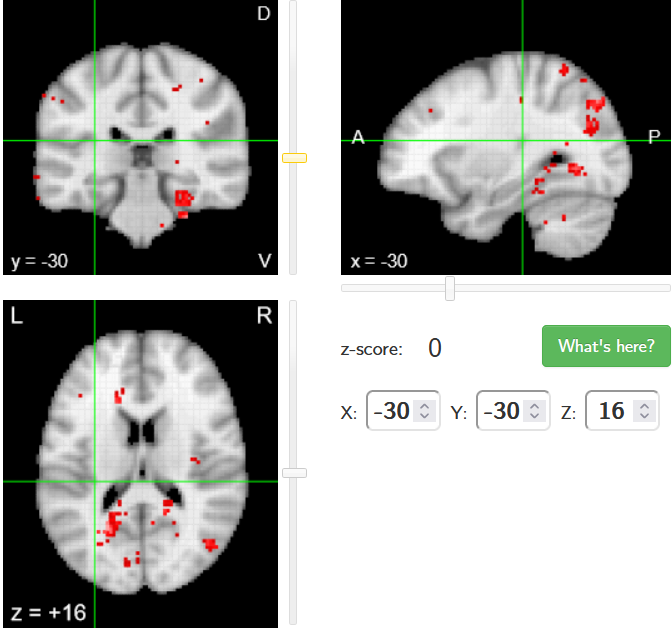 D
y = -30
V
A
P
x = -30
L
R
z = +16
z-score: 0
What's here?
X: -30 Y: -30 Z: 16